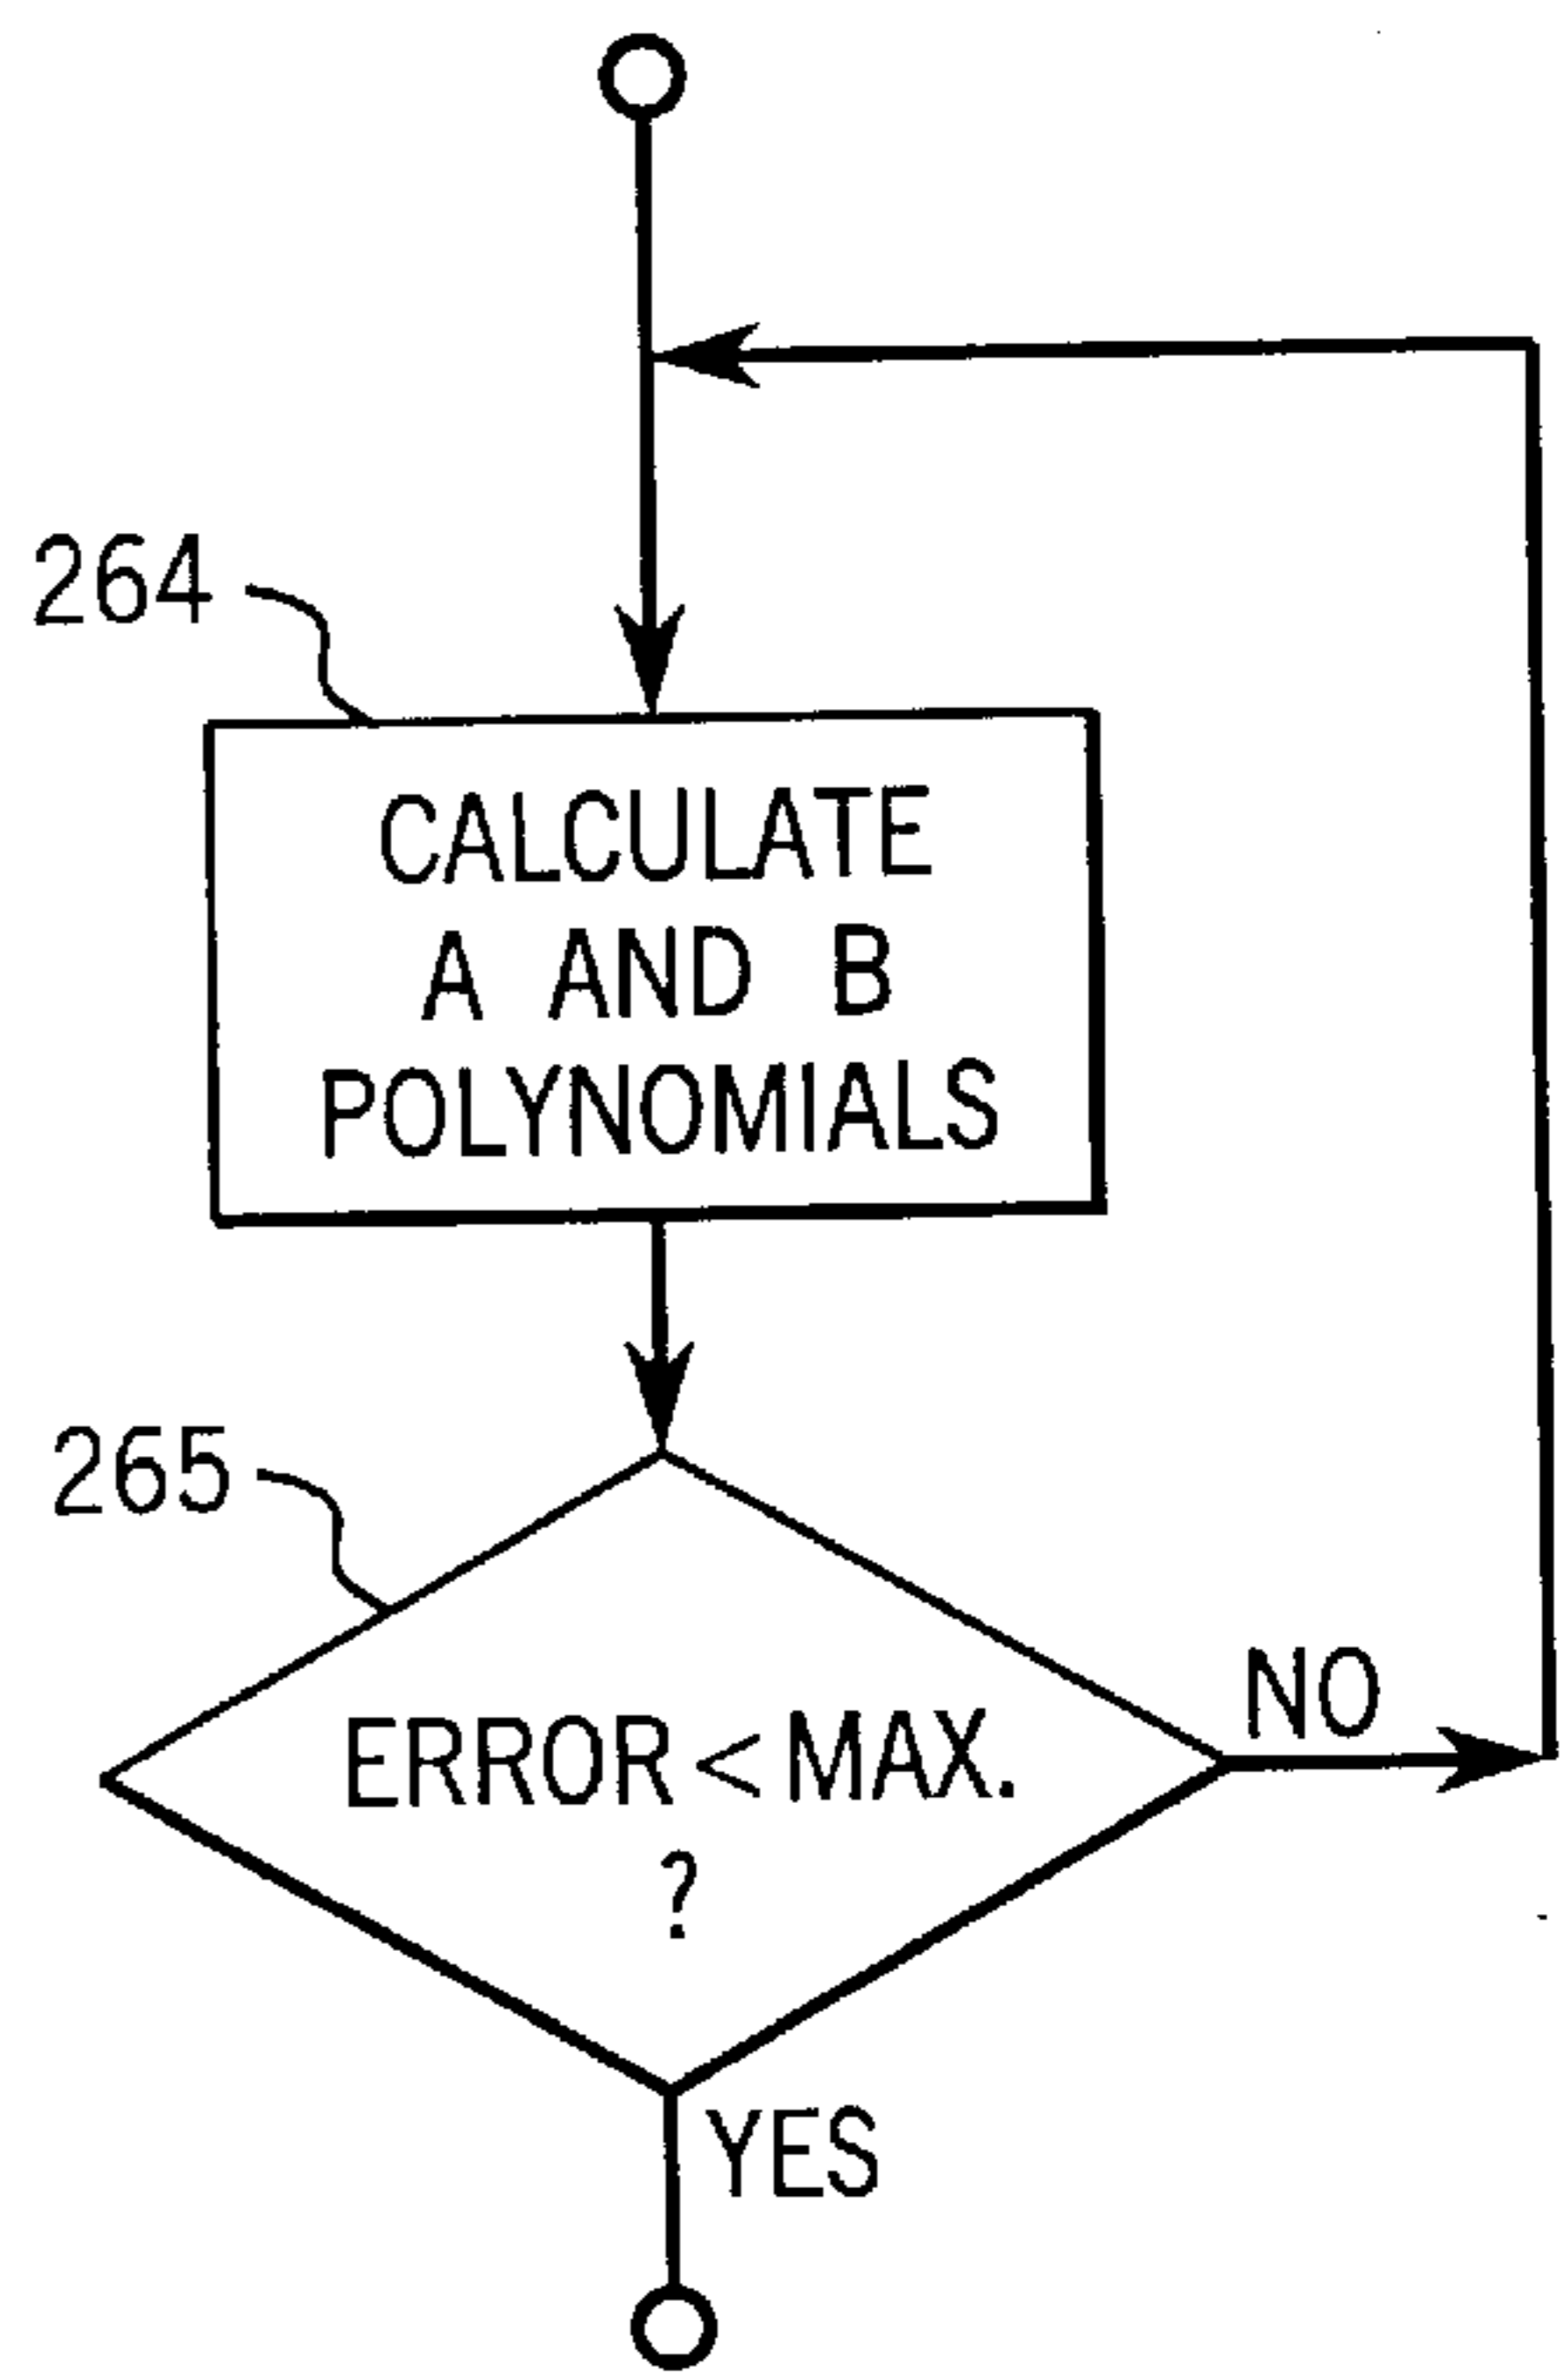 264
CALCULATE
A AND B
POLYNOMIALS
265
ERROR < MAX.
?
NO
YES